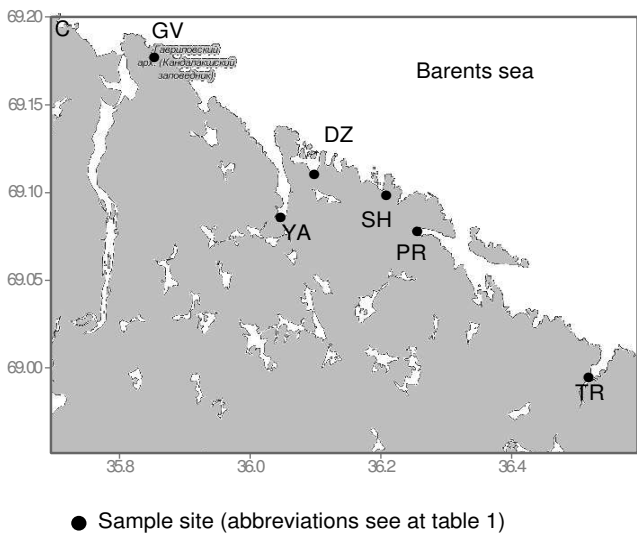 69.20
C
GV
Гавриловский
арх. (Кандалакшский
заповедник)
Barents sea
69.15
DZ
69.10
SH
YA
PR
69.05
69.00
TR
35.8 36.0 36.2 36.4
Sample site (abbreviations see at table 1)